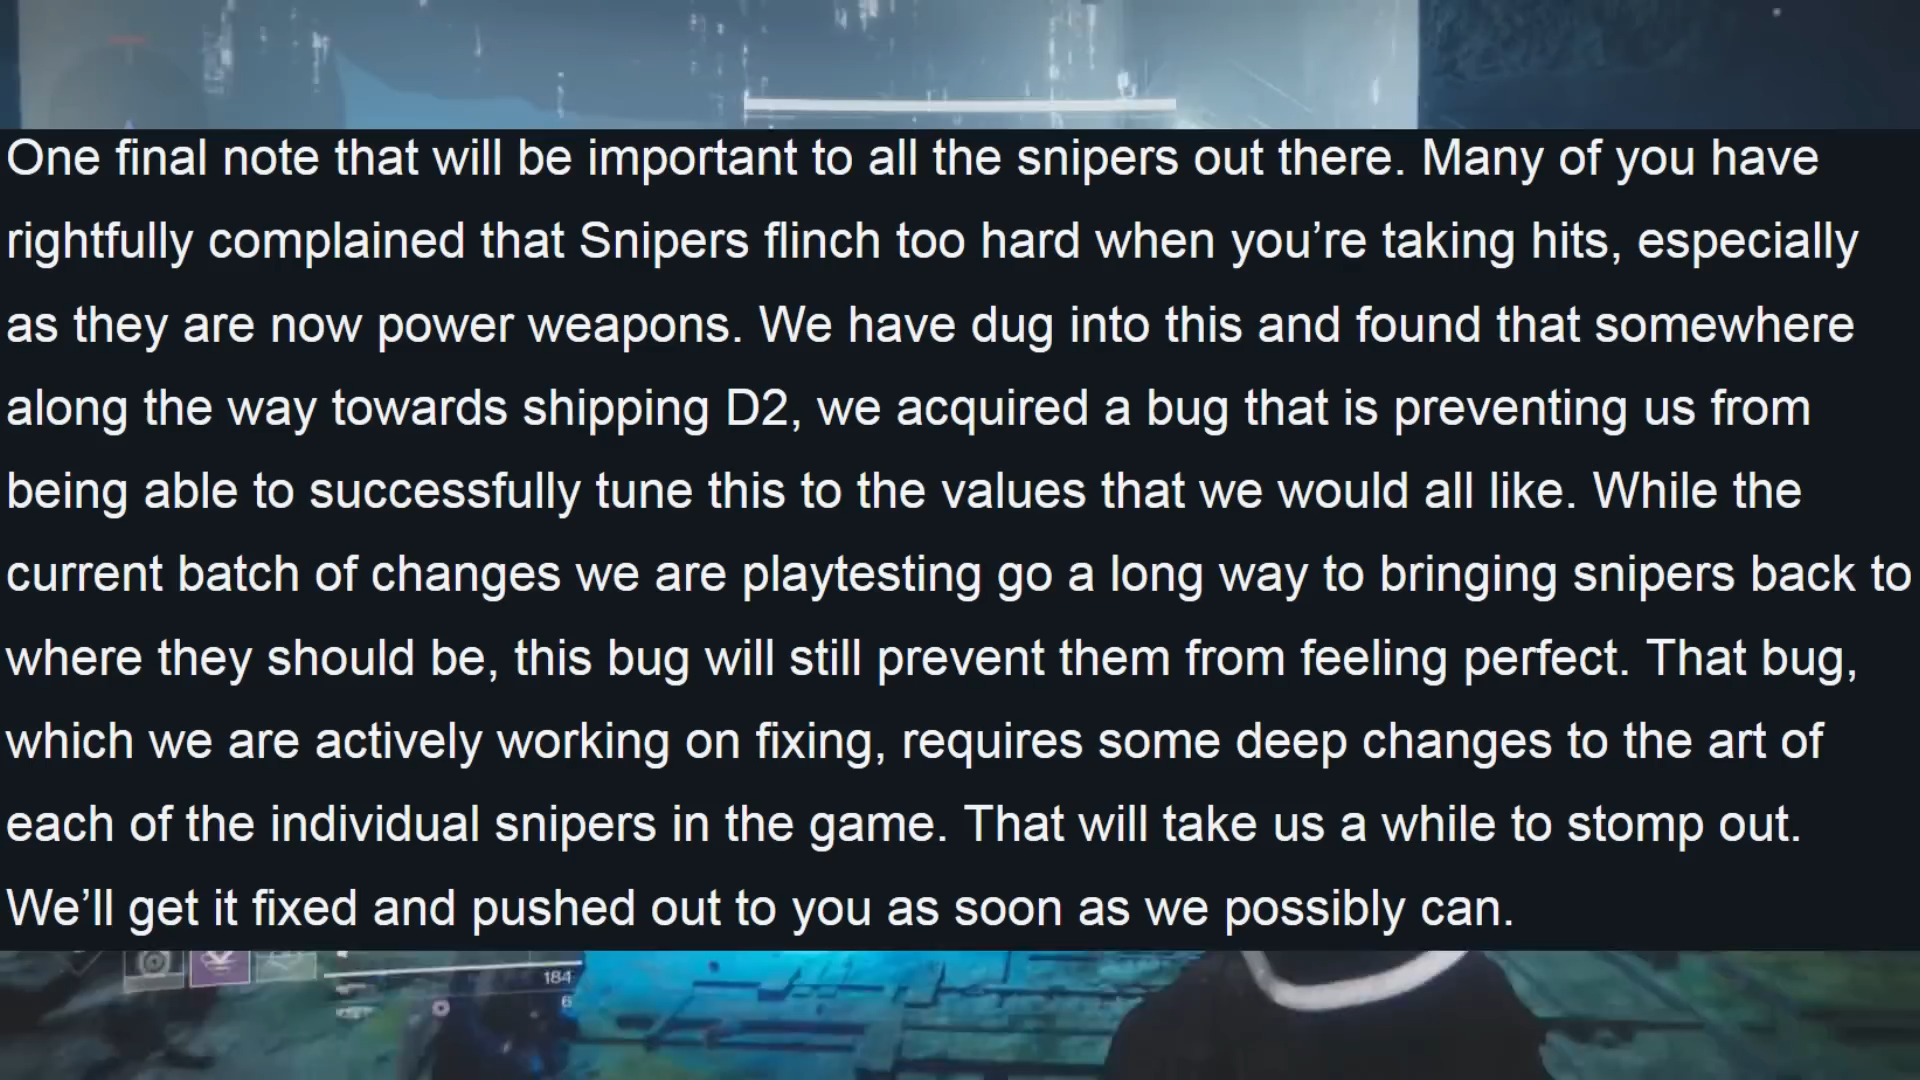 One final note that will be important to all the snipers out there. Many of you have
rightfully complained that Snipers flinch too hard when you’re taking hits, especially
as they are now power weapons. We have dug into this and found that somewhere
along the way towards shipping D2, we acquired a bug that is preventing us from
being able to successfully tune this to the values that we would all like. While the
current batch of changes we are playtesting go a long way to bringing snipers back to
where they should be, this bug will still prevent them from feeling perfect. That bug,
which we are actively working on fixing, requires some deep changes to the art of
each of the individual snipers in the game. That will take us a while to stomp out.
We’ll get it fixed and pushed out to you as soon as we possibly can.
184
6